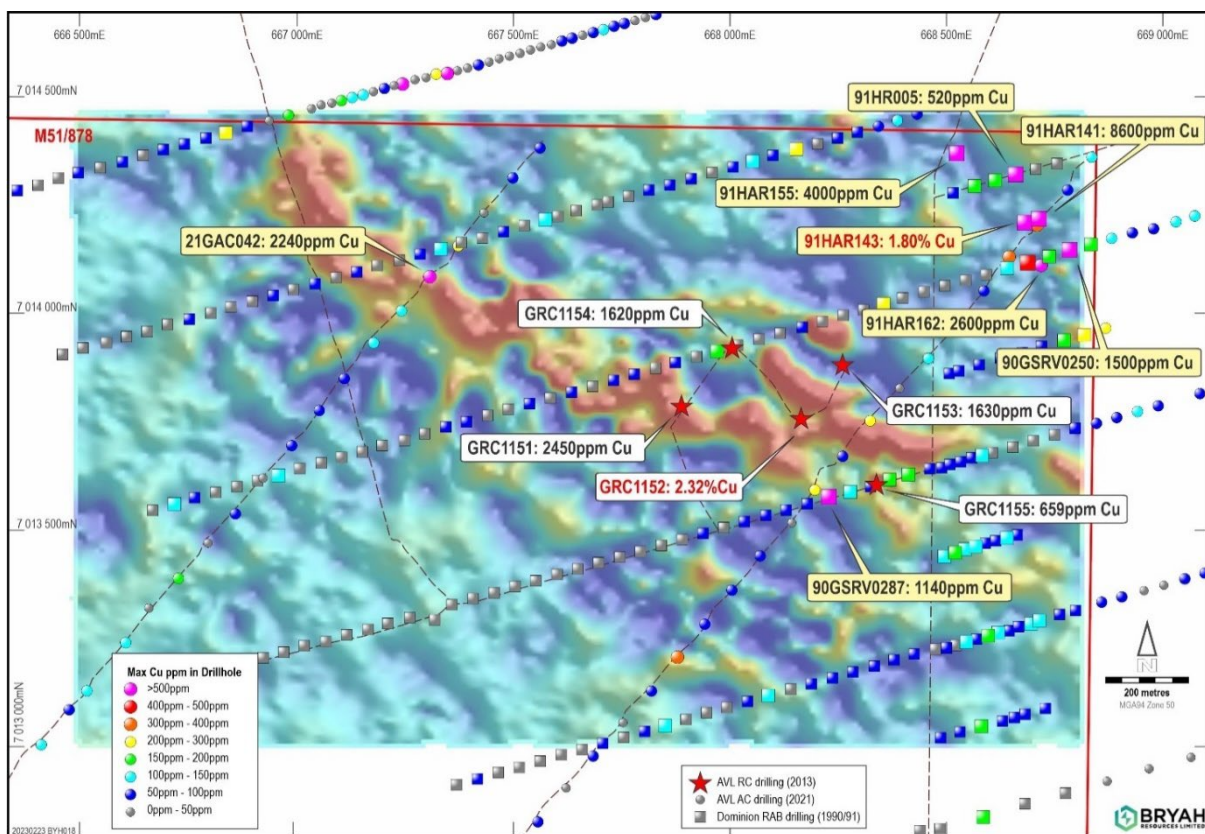 666 500mE
667 000mE
667 500mE
668 000mE
668 500mE
669 000mE
7 014 500mN
M51/878
91HR005: 520ppm Cu
91HAR141: 8600ppm Cu
91HAR155: 4000ppm Cu
21GAC042: 2240ppm Cu
91HAR143: 1.80% Cu
7 014 000mN
GRC1154: 1620ppm Cu
91HAR162: 2600ppm Cu
90GSRV0250: 1500ppm Cu
GRC1153: 1630ppm Cu
GRC1151: 2450ppm Cu
GRC1152: 2.32%Cu
GRC1155: 659ppm Cu
7 013 500mN
90GSRV0287: 1140ppm Cu
7 013 000mN
Max Cu ppm in Drillhole
>500ppm
400ppm - 500ppm
300ppm - 400ppm
200ppm - 300ppm
150ppm - 200ppm
100ppm - 150ppm
50ppm - 100ppm
0ppm - 50ppm
N
200 metres
MGA94 Zone 50
AVL RC drilling (2013)
AVL AC drilling (2021)
Dominion RAB drilling (1990/91)
20230223 BYH018
BRYAH
RESOURCES LIMITED